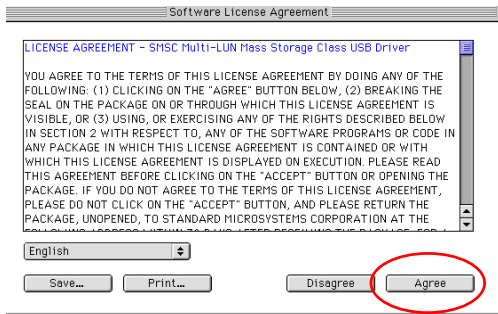 Software License Agreement
LICENSE AGREEMENT - SMSC Multi-LUN Mass Storage Class USB Driver
YOU AGREE TO THE TERMS OF THIS LICENSE AGREEMENT BY DOING ANY OF THE
FOLLOWING: (1) CLICKING ON THE "AGREE" BUTTON BELOW, (2) BREAKING THE
SEAL ON THE PACKAGE ON OR THROUGH WHICH THIS LICENSE AGREEMENT IS
VISIBLE, OR (3) USING, OR EXERCISING ANY OF THE RIGHTS DESCRIBED BELOW
IN SECTION 2 WITH RESPECT TO, ANY OF THE SOFTWARE PROGRAMS OR CODE IN
ANY PACKAGE IN WHICH THIS LICENSE AGREEMENT IS CONTAINED OR WITH
WHICH THIS LICENSE AGREEMENT IS DISPLAYED ON EXECUTION. PLEASE READ
THIS AGREEMENT BEFORE CLICKING ON THE "ACCEPT" BUTTON OR OPENING THE
PACKAGE. IF YOU DO NOT AGREE TO THE TERMS OF THIS LICENSE AGREEMENT,
PLEASE DO NOT CLICK ON THE "ACCEPT" BUTTON, AND PLEASE RETURN THE
PACKAGE, UNOPENED, TO STANDARD MICROSYSTEMS CORPORATION AT THE
English
Save... Print... Disagree Agree